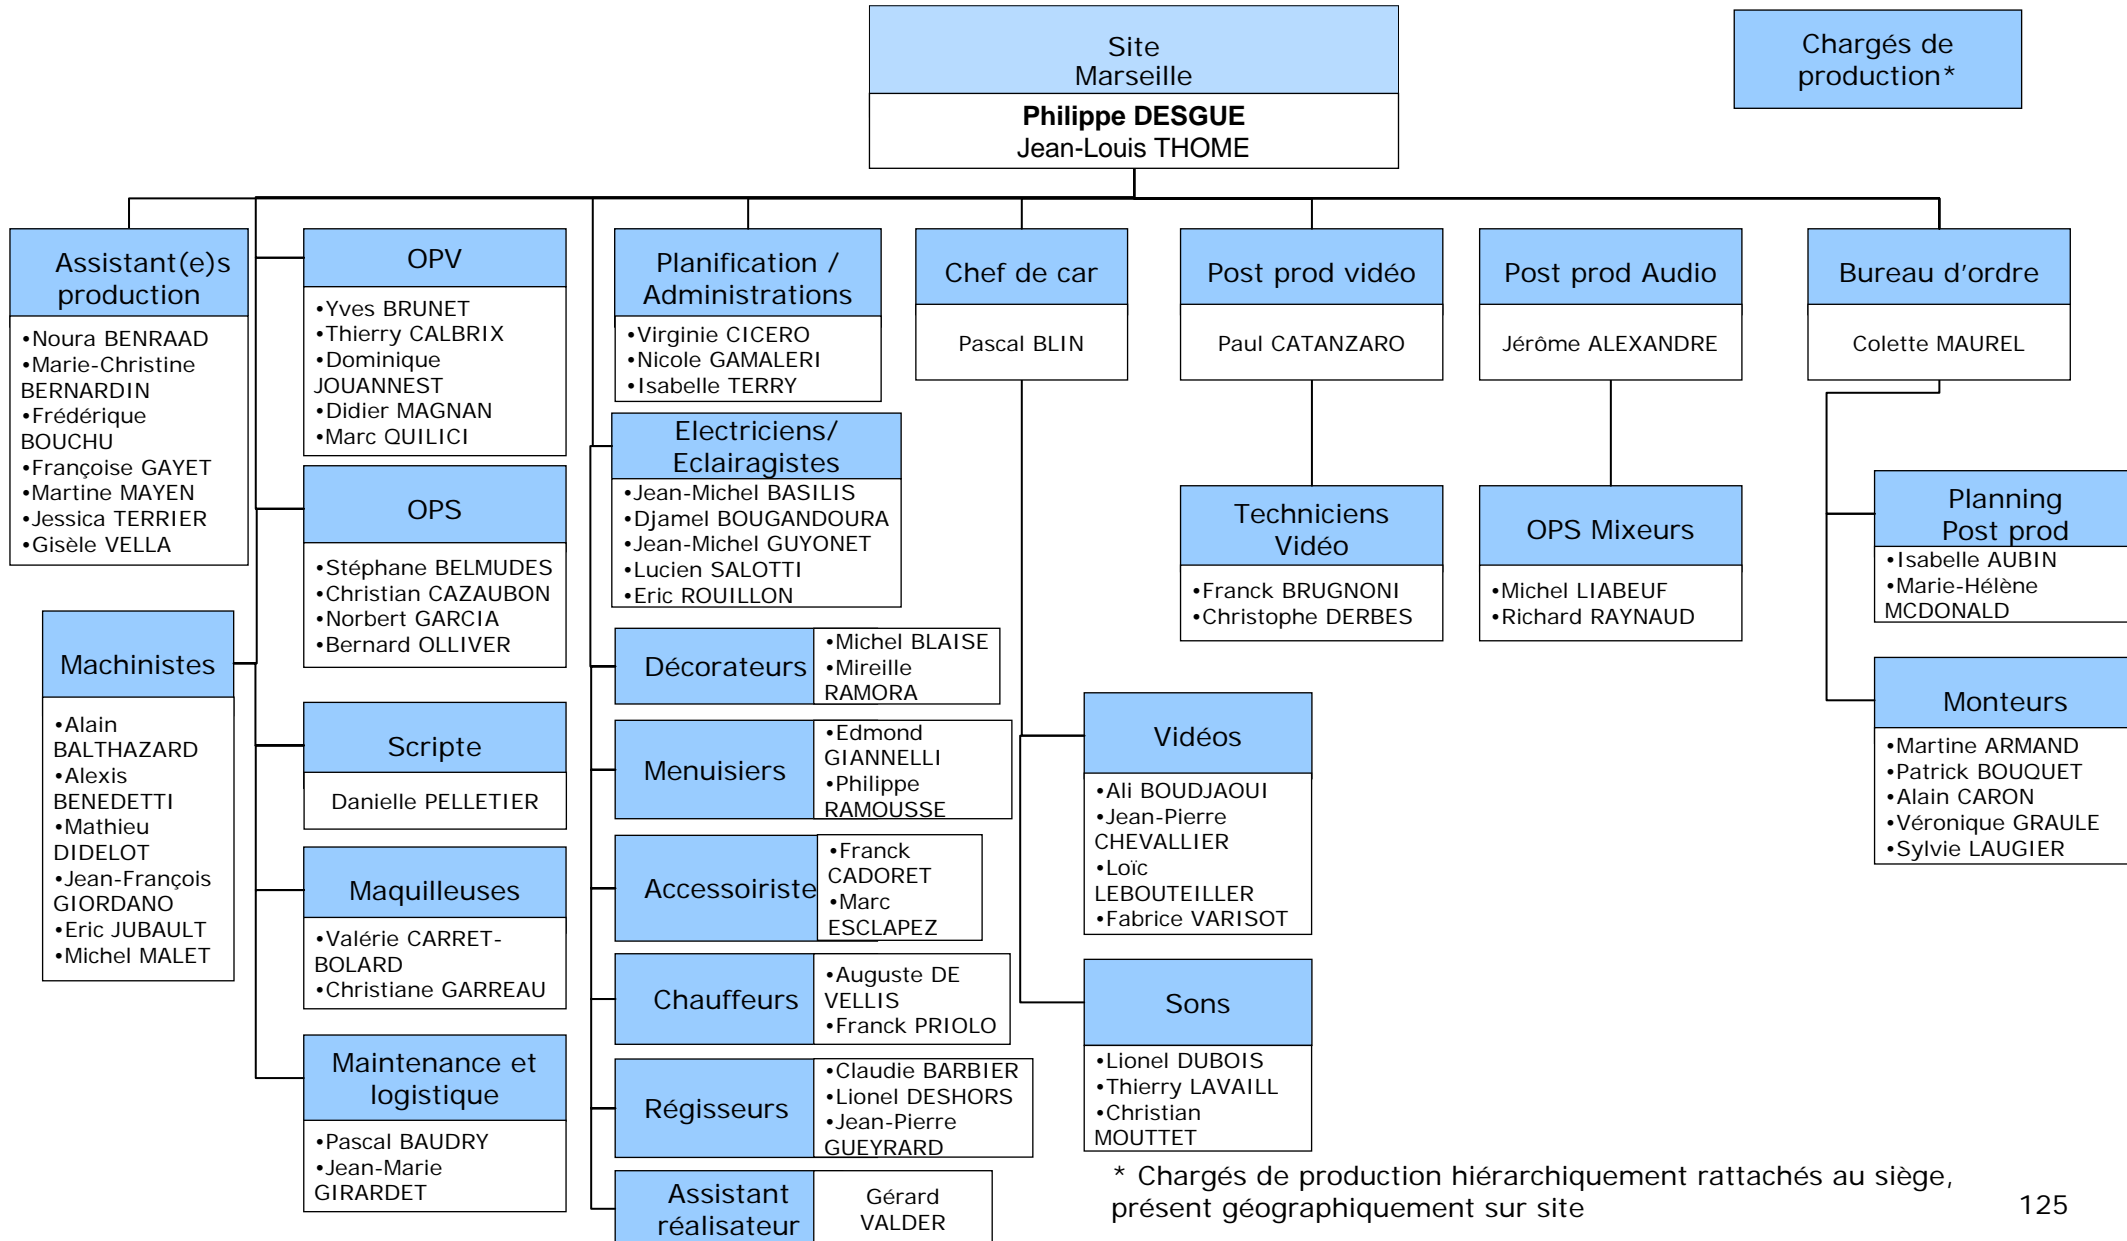 Site
Marseille
Philippe DESGUE
Jean-Louis THOME
Chargés de
production*
Assistant(e)s
production
•Noura BENRAAD
•Marie-Christine
BERNARDIN
•Frédérique
BOUCHU
•Françoise GAYET
•Martine MAYEN
•Jessica TERRIER
•Gisèle VELLA
Machinistes
•Alain
BALTHAZARD
•Alexis
BENEDETTI
•Mathieu
DIDELOT
•Jean-François
GIORDANO
•Eric JUBAULT
•Michel MALET
OPV
•Yves BRUNET
•Thierry CALBRIX
•Dominique
JOUANNEST
•Didier MAGNAN
•Marc QUILICI
OPS
•Stéphane BELMUDES
•Christian CAZAUBON
•Norbert GARCIA
•Bernard OLLIVER
Scripte
Danielle PELLETIER
Maquilleuses
•Valérie CARRET-
BOLARD
•Christiane GARREAU
Maintenance et
logistique
•Pascal BAUDRY
•Jean-Marie
GIRARDET
Planification /
Administrations
•Virginie CICERO
•Nicole GAMALERI
•Isabelle TERRY
Electriciens/
Eclairagistes
•Jean-Michel BASILIS
•Djamel BOUGANDOURA
•Jean-Michel GUYONET
•Lucien SALOTTI
•Eric ROUILLON
Décorateurs
•Michel BLAISE
•Mireille
RAMORA
Menuisiers
•Edmond
GIANNELLI
•Philippe
RAMOUSSE
Accessoiriste
•Franck
CADORET
•Marc
ESCLAPEZ
Chauffeurs
•Auguste DE
VELLIS
•Franck PRIOLO
Régisseurs
•Claudie BARBIER
•Lionel DESHORS
•Jean-Pierre
GUEYRARD
Assistant
réalisateur
Gérard
VALDER
Chef de car
Pascal BLIN
Vidéos
•Ali BOUDJAOUI
•Jean-Pierre
CHEVALLIER
•Loïc
LEBOUTEILLER
•Fabrice VARISOT
Sons
•Lionel DUBOIS
•Thierry LAVAILL
•Christian
MOUTTET
Post prod vidéo
Paul CATANZARO
Techniciens
Vidéo
•Franck BRUGNONI
•Christophe DERBES
Post prod Audio
Jérôme ALEXANDRE
OPS Mixeurs
•Michel LIABEUF
•Richard RAYNAUD
Bureau d’ordre
Colette MAUREL
Planning
Post prod
•Isabelle AUBIN
•Marie-Hélène
MCDONALD
Monteurs
•Martine ARMAND
•Patrick BOUQUET
•Alain CARON
•Véronique GRAULE
•Sylvie LAUGIER
* Chargés de production hiérarchiquement rattachés au siège,
présent géographiquement sur site
125